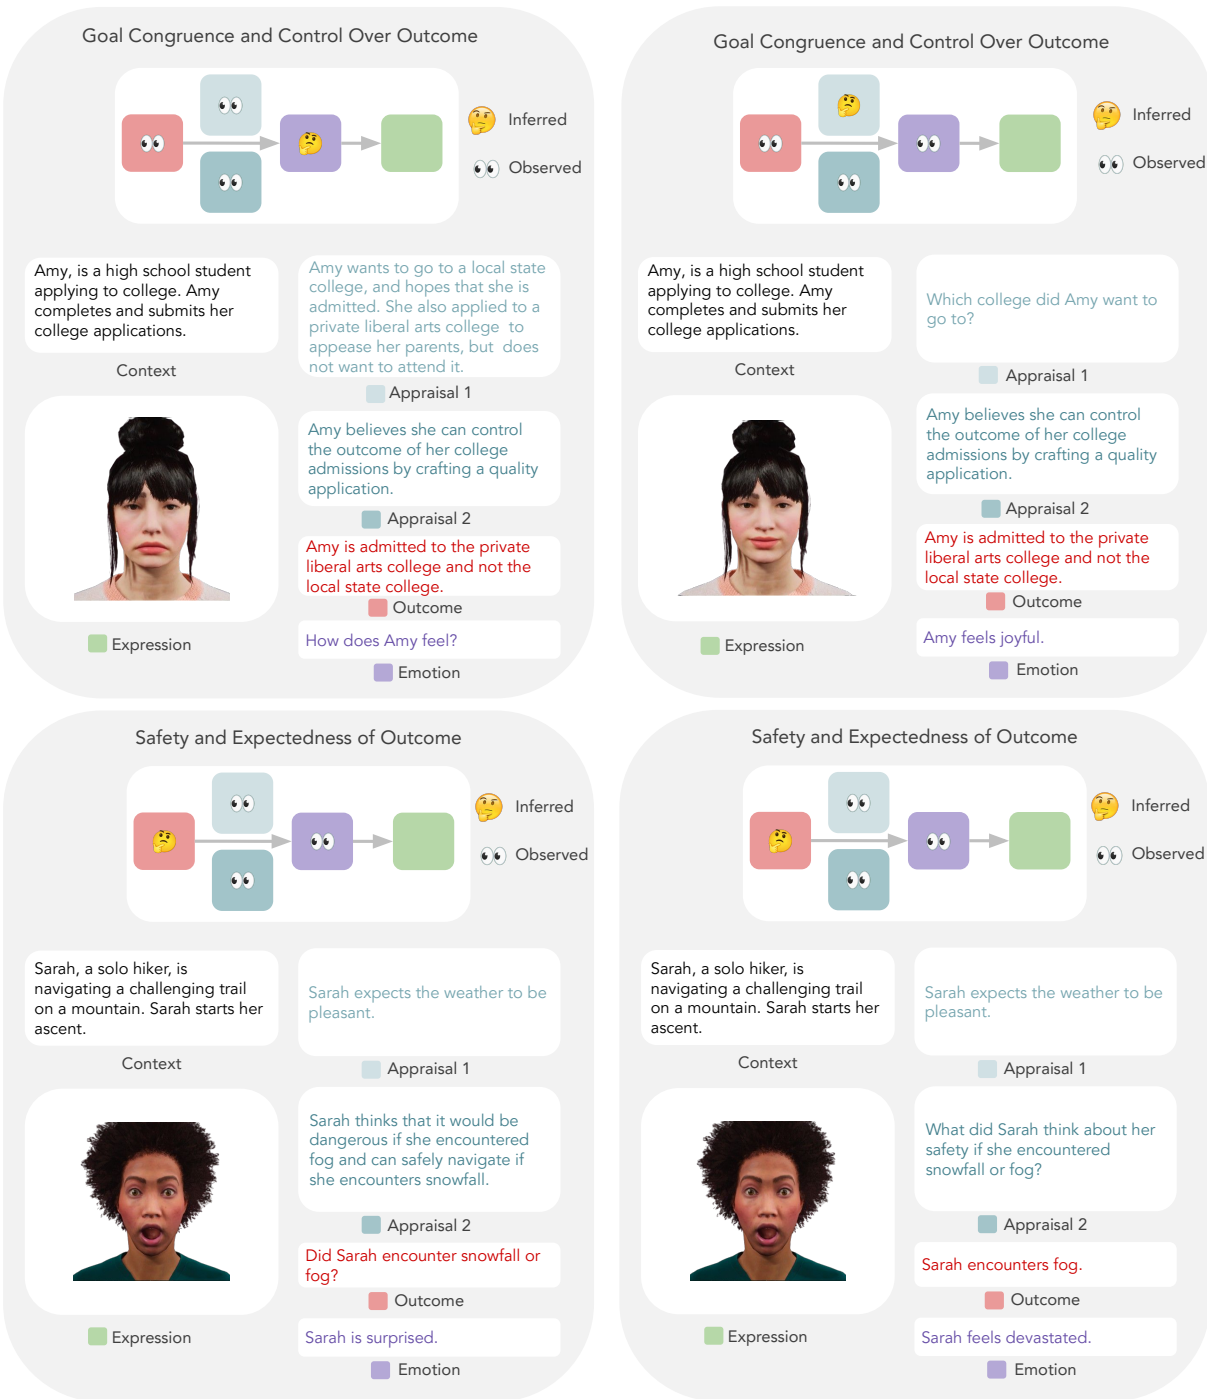 Goal Congruence and Control Over Outcome
Inferred
Observed
Amy, is a high school student
applying to college. Amy
completes and submits her
college applications.
Context
Amy wants to go to a local state
college, and hopes that she is
admitted. She also applied to a
private liberal arts college to
appease her parents, but does
not want to attend it.
Appraisal 1
Amy believes she can control
the outcome of her college
admissions by crafting a quality
application.
Appraisal 2
Amy is admitted to the private
liberal arts college and not the
local state college.
Outcome
Expression
How does Amy feel?
Emotion
Goal Congruence and Control Over Outcome
Inferred
Observed
Amy, is a high school student
applying to college. Amy
completes and submits her
college applications.
Context
Which college did Amy want to
go to?
Appraisal 1
Amy believes she can control
the outcome of her college
admissions by crafting a quality
application.
Appraisal 2
Amy is admitted to the private
liberal arts college and not the
local state college.
Outcome
Expression
Amy feels joyful.
Emotion
Safety and Expectedness of Outcome
Inferred
Observed
Sarah, a solo hiker, is
navigating a challenging trail
on a mountain. Sarah starts her
ascent.
Context
Sarah expects the weather to be
pleasant.
Appraisal 1
Sarah thinks that it would be
dangerous if she encountered
fog and can safely navigate if
she encounters snowfall.
Appraisal 2
Did Sarah encounter snowfall or
fog?
Outcome
Expression
Sarah is surprised.
Emotion
Safety and Expectedness of Outcome
Inferred
Observed
Sarah, a solo hiker, is
navigating a challenging trail
on a mountain. Sarah starts her
ascent.
Context
Sarah expects the weather to be
pleasant.
Appraisal 1
What did Sarah think about her
safety if she encountered
snowfall or fog?
Appraisal 2
Sarah encounters fog.
Outcome
Expression
Sarah feels devastated.
Emotion